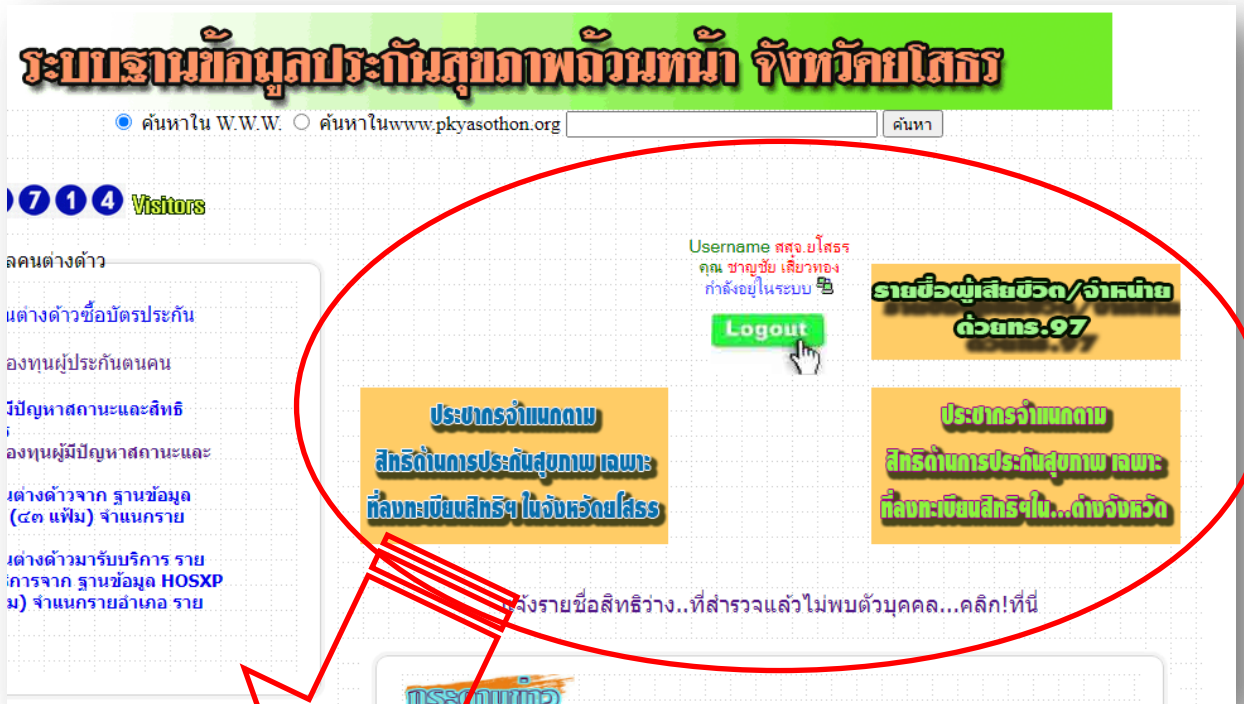 ระบบฐานข้อมูลประกันสุขภาพถ้วนหน้า จังหวัดยโสธร
ค้นหาใน W.W.W. ค้นหาในwww.pkyasothon.org ค้นหา
714 Visitors
ลคนต่างด้าว
นต่างด้าวซื้อบัตรประกัน
องทุนผู้ประกันตนคน
มีปัญหาสถานะและสิทธิ
องทุนผู้มีปัญหาสถานะและ
นต่างด้าวจาก ฐานข้อมูล
(๔๓ แฟ้ม) จำแนกราย
นต่างด้าวมารับบริการ ราย
ริการจาก ฐานข้อมูล HOSXP
ม) จำแนกรายอำเภอ ราย
Username สสจ.ยโสธร
คุณ ชาญชัย เสียวทอง
กำลังอยู่ในระบบ
Logout
รายชื่อผู้เสียชีวิต/จำหน่าย
ด้วยทร.97
ประชากรจำแนกตาม
สิทธิด้านการประกันสุขภาพ เฉพาะ
ที่ลงทะเบียนสิทธิฯ ในจังหวัดยโสธร
ประชากรจำแนกตาม
สิทธิด้านการประกันสุขภาพ เฉพาะ
ที่ลงทะเบียนสิทธิฯใน...ต่างจังหวัด
แจ้งรายชื่อสิทธิว่าง..ที่สำรวจแล้วไม่พบตัวบุคคล...คลิก!ที่นี่
กระดานข่าว